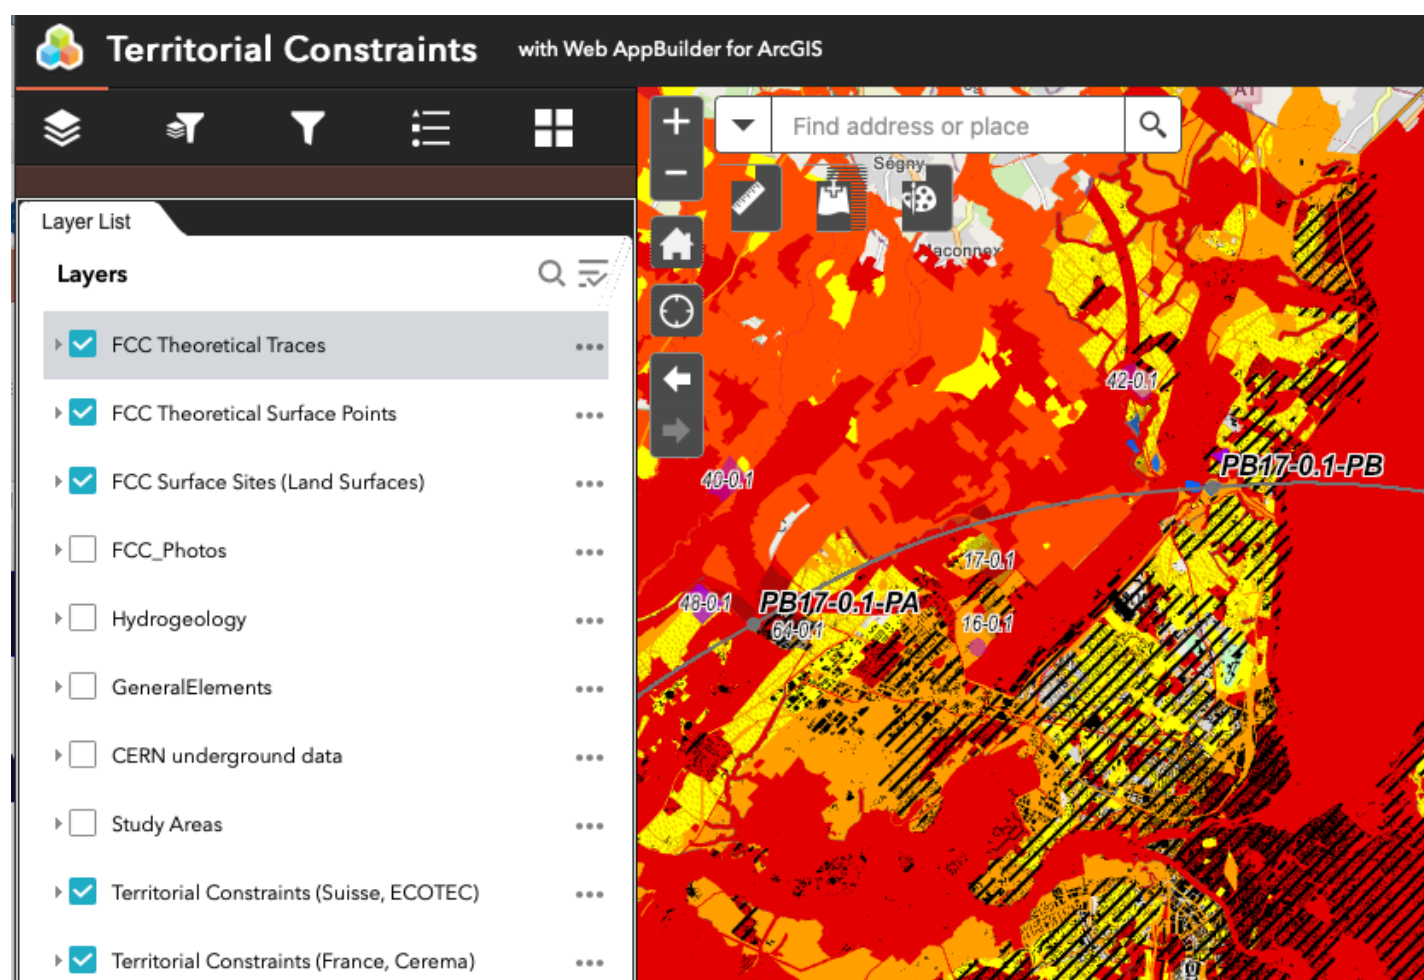 Territorial Constraints with Web AppBuilder for ArcGIS
Layer List
Layers
FCC Theoretical Traces
FCC Theoretical Surface Points
FCC Surface Sites (Land Surfaces)
FCC_Photos
Hydrogeology
GeneralElements
CERN underground data
Study Areas
Territorial Constraints (Suisse, ECOTEC)
Territorial Constraints (France, Cerema)
A1
Find address or place
Ségny
Maconnex
42-0.1
PB17-0.1-PB
40-0.1
17-0.1
48-0.1
PB17-0.1-PA
64-0.1
16-0.1